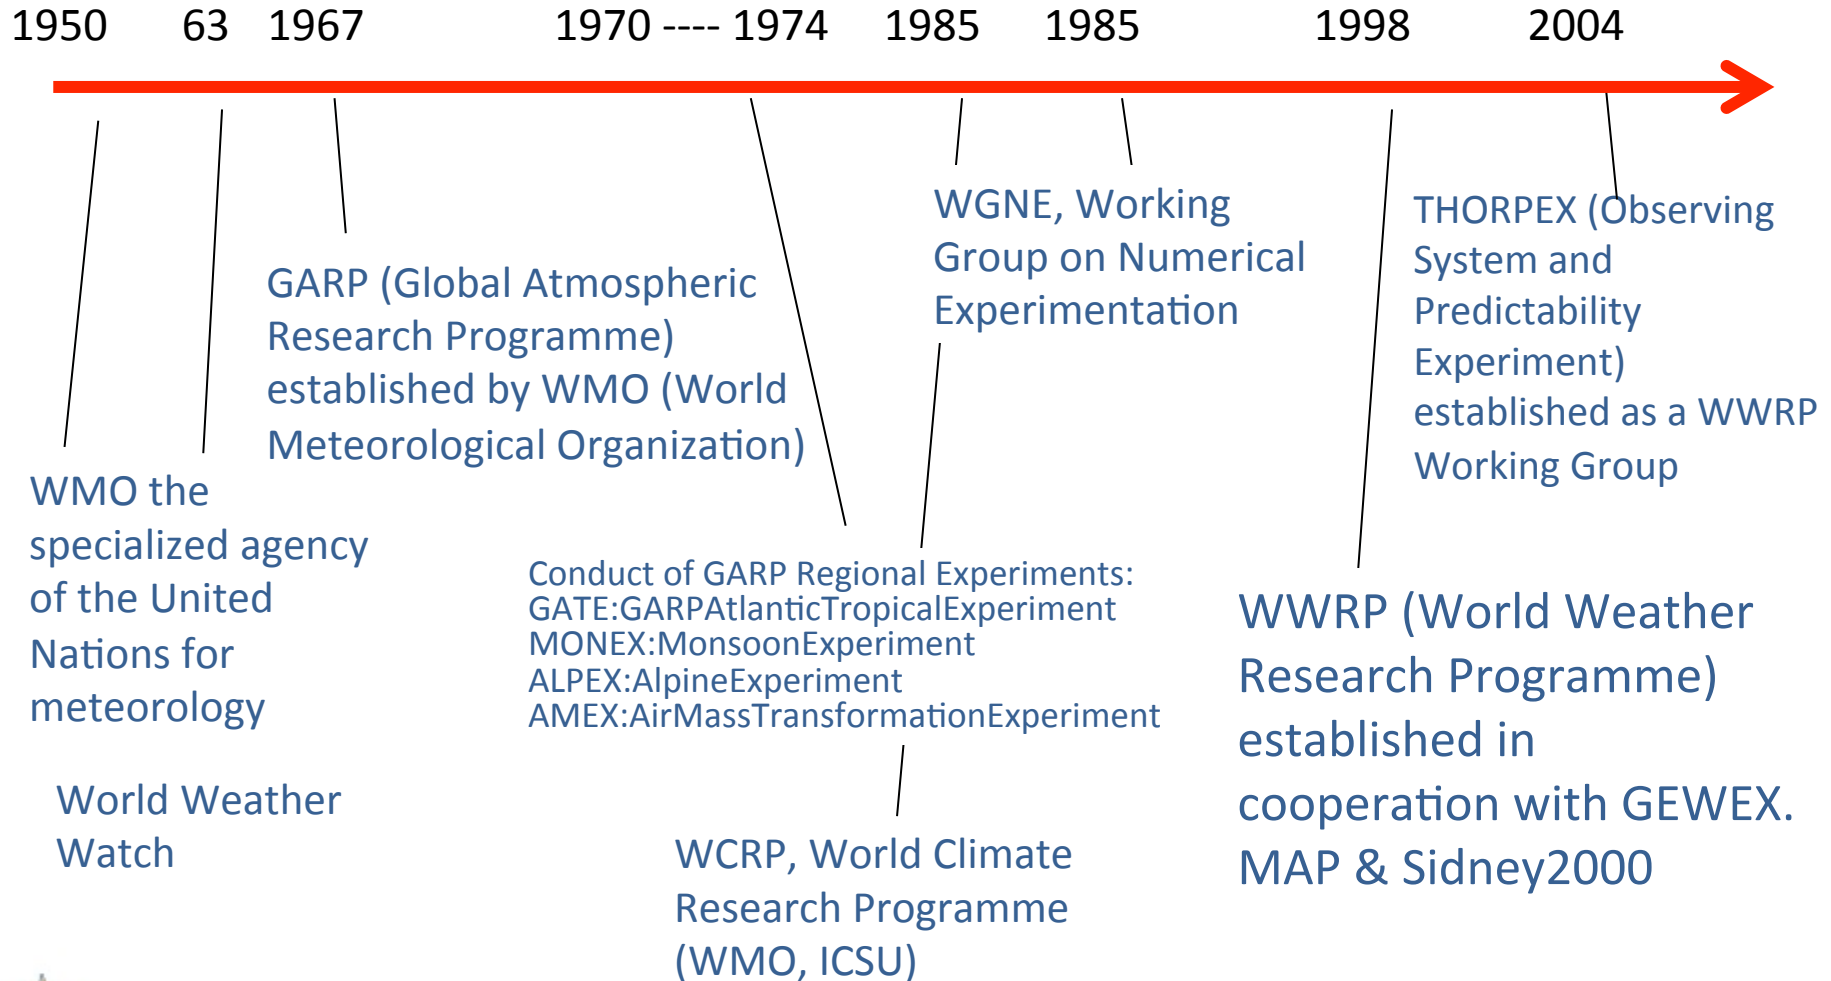 1950 63 1967 1970 ---- 1974 1985 1985 1998 2004
WMO the
specialized agency
of the United
Nations for
meteorology
World Weather
Watch
GARP (Global Atmospheric
Research Programme)
established by WMO (World
Meteorological Organization)
Conduct of GARP Regional Experiments:
GATE:GARPAtlanticTropicalExperiment
MONEX:MonsoonExperiment
ALPEX:AlpineExperiment
AMEX:AirMassTransformationExperiment
WCRP, World Climate
Research Programme
(WMO, ICSU)
WGNE, Working
Group on Numerical
Experimentation
WWRP (World Weather
Research Programme)
established in
cooperation with GEWEX.
MAP & Sidney2000
THORPEX (Observing
System and
Predictability
Experiment)
established as a WWRP
Working Group